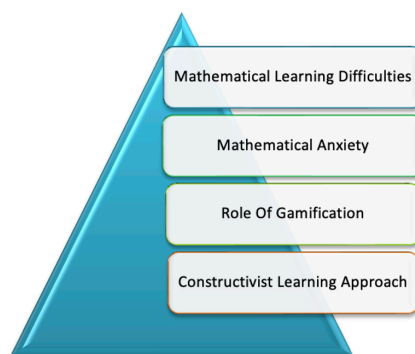 Mathematical Learning Difficulties
Mathematical Anxiety
Role Of Gamification
Constructivist Learning Approach